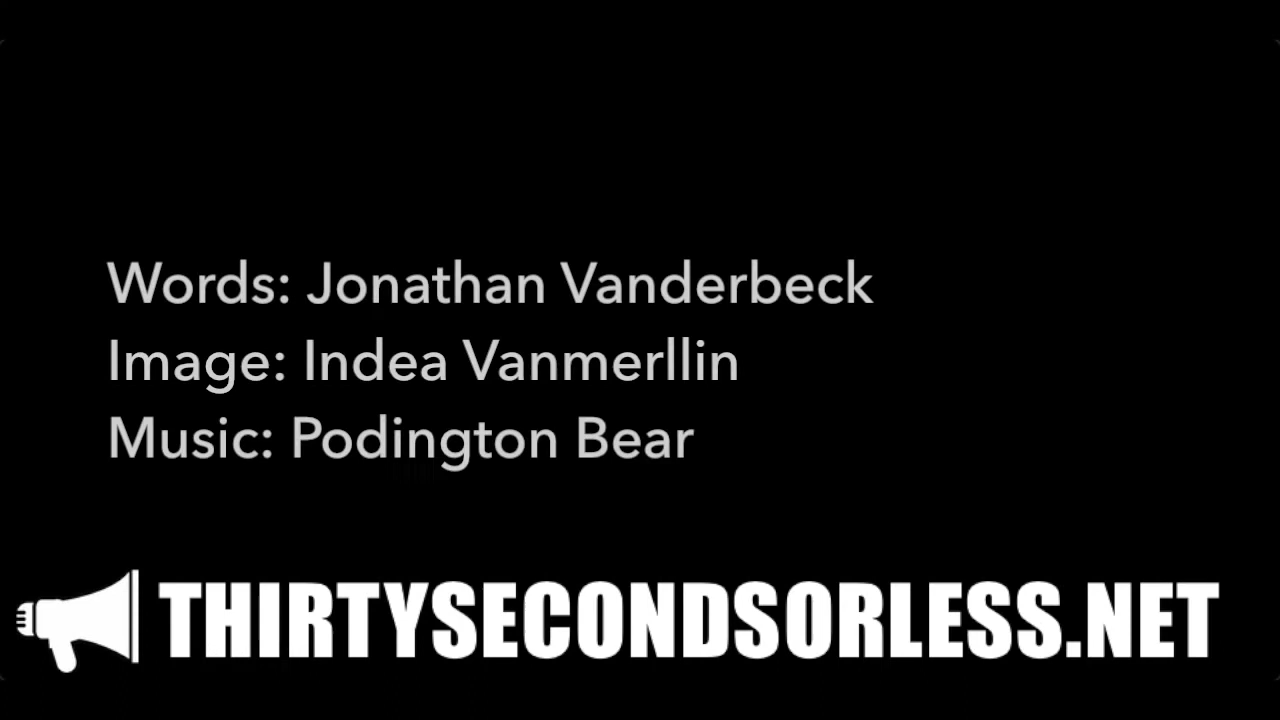 Words: Jonathan Vanderbeck
Image: Indea Vanmerllin
Music: Podington Bear
THIRTYSECONDSORLESS.NET